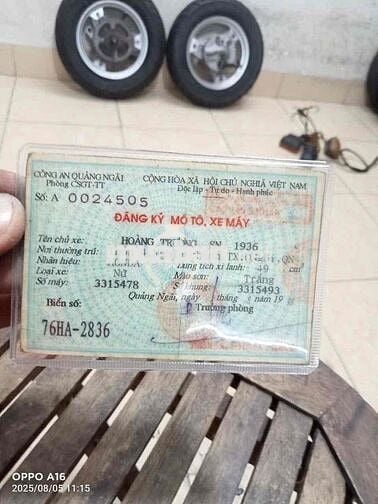 CÔNG AN QUẢNG NGÃI CỘNG HÒA XÃ HỘI CHỦ NGHĨA VIỆT NAM
Phòng CSGT-TT Độc lập - Tự do - Hạnh phúc
Số: A 0024505
ĐĂNG KÝ MÔ TÔ, XE MÁY
Tên chủ xe: HOÀNG 1936
Nơi thường trú:
Nhãn hiệu: HONDA Dung tích xi lanh: 49 cm³
Loại xe: Nữ Màu sơn: Trắng
Số máy: 3315478 Số khung: 3315493
Quảng Ngãi, ngày tháng năm 19
Biển số: Trưởng phòng
76HA-2836
OPPO A16
2025/08/05 11:15